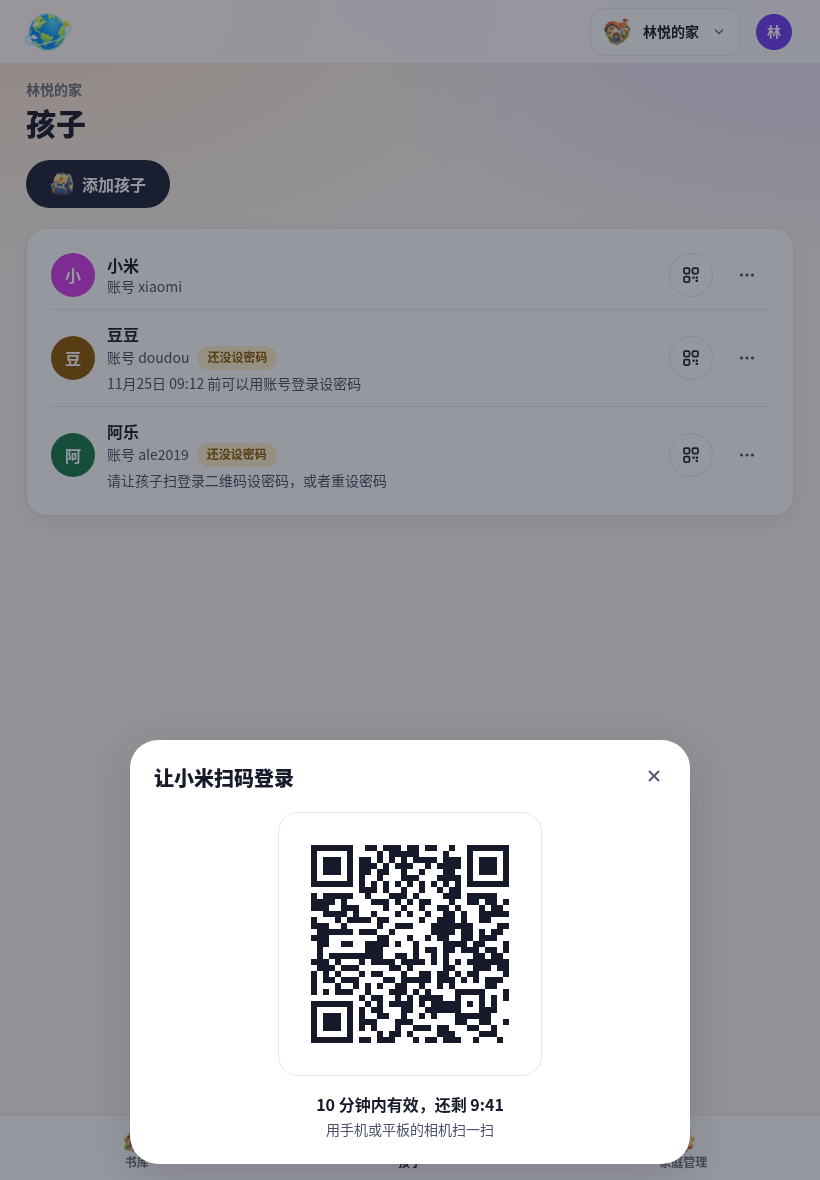 林悦的家
林
林悦的家
孩子
添加孩子
小
小米
账号 xiaomi
豆
豆豆
账号 doudou 还没设密码
11月25日 09:12 前可以用账号登录设密码
阿
阿乐
账号 ale2019 还没设密码
请让孩子扫登录二维码设密码，或者重设密码
让小米扫码登录
10 分钟内有效，还剩 9:41
用手机或平板的相机扫一扫
书库
孩子
家庭管理